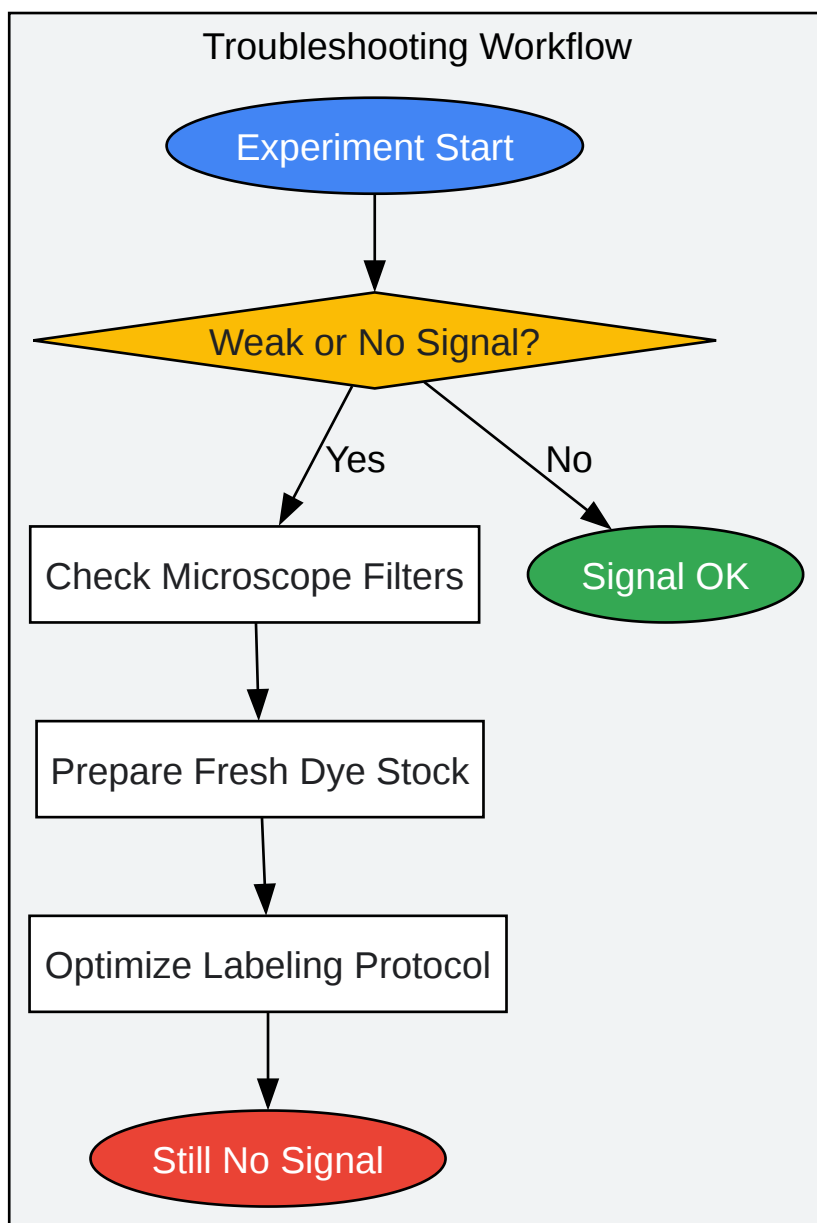 Troubleshooting Workflow
Experiment Start
Weak or No Signal?
Yes
No
Check Microscope Filters
Signal OK
Prepare Fresh Dye Stock
Optimize Labeling Protocol
Still No Signal